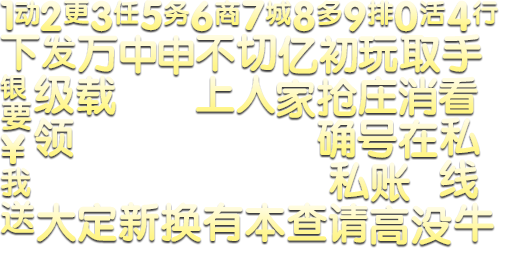 1动2更3任5务6商7城8多9排0活4行
下发万中申不切亿初玩取手
银级载上人家抢庄消看
要领确号在私
¥
我私账线
送大定新换有本查请高没牛